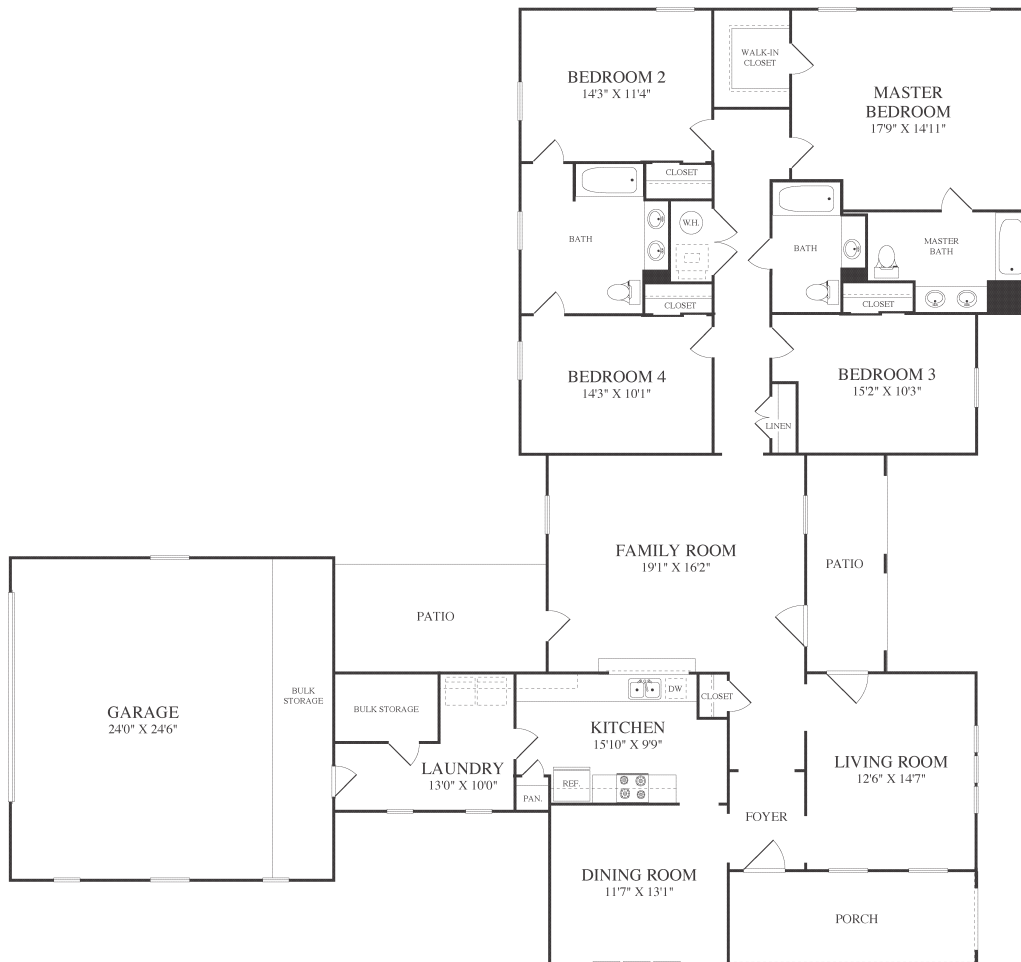 BEDROOM 2
14'3" X 11'4"
WALK-IN
CLOSET
MASTER
BEDROOM
17'9" X 14'11"
CLOSET
W.H.
BATH
BATH
MASTER
BATH
CLOSET
CLOSET
BEDROOM 4
14'3" X 10'1"
BEDROOM 3
15'2" X 10'3"
LINEN
FAMILY ROOM
19'1" X 16'2"
PATIO
PATIO
GARAGE
24'0" X 24'6"
BULK
STORAGE
BULK STORAGE
DW
CLOSET
KITCHEN
15'10" X 9'9"
LAUNDRY
13'0" X 10'0"
REF.
PAN.
LIVING ROOM
12'6" X 14'7"
FOYER
DINING ROOM
11'7" X 13'1"
PORCH